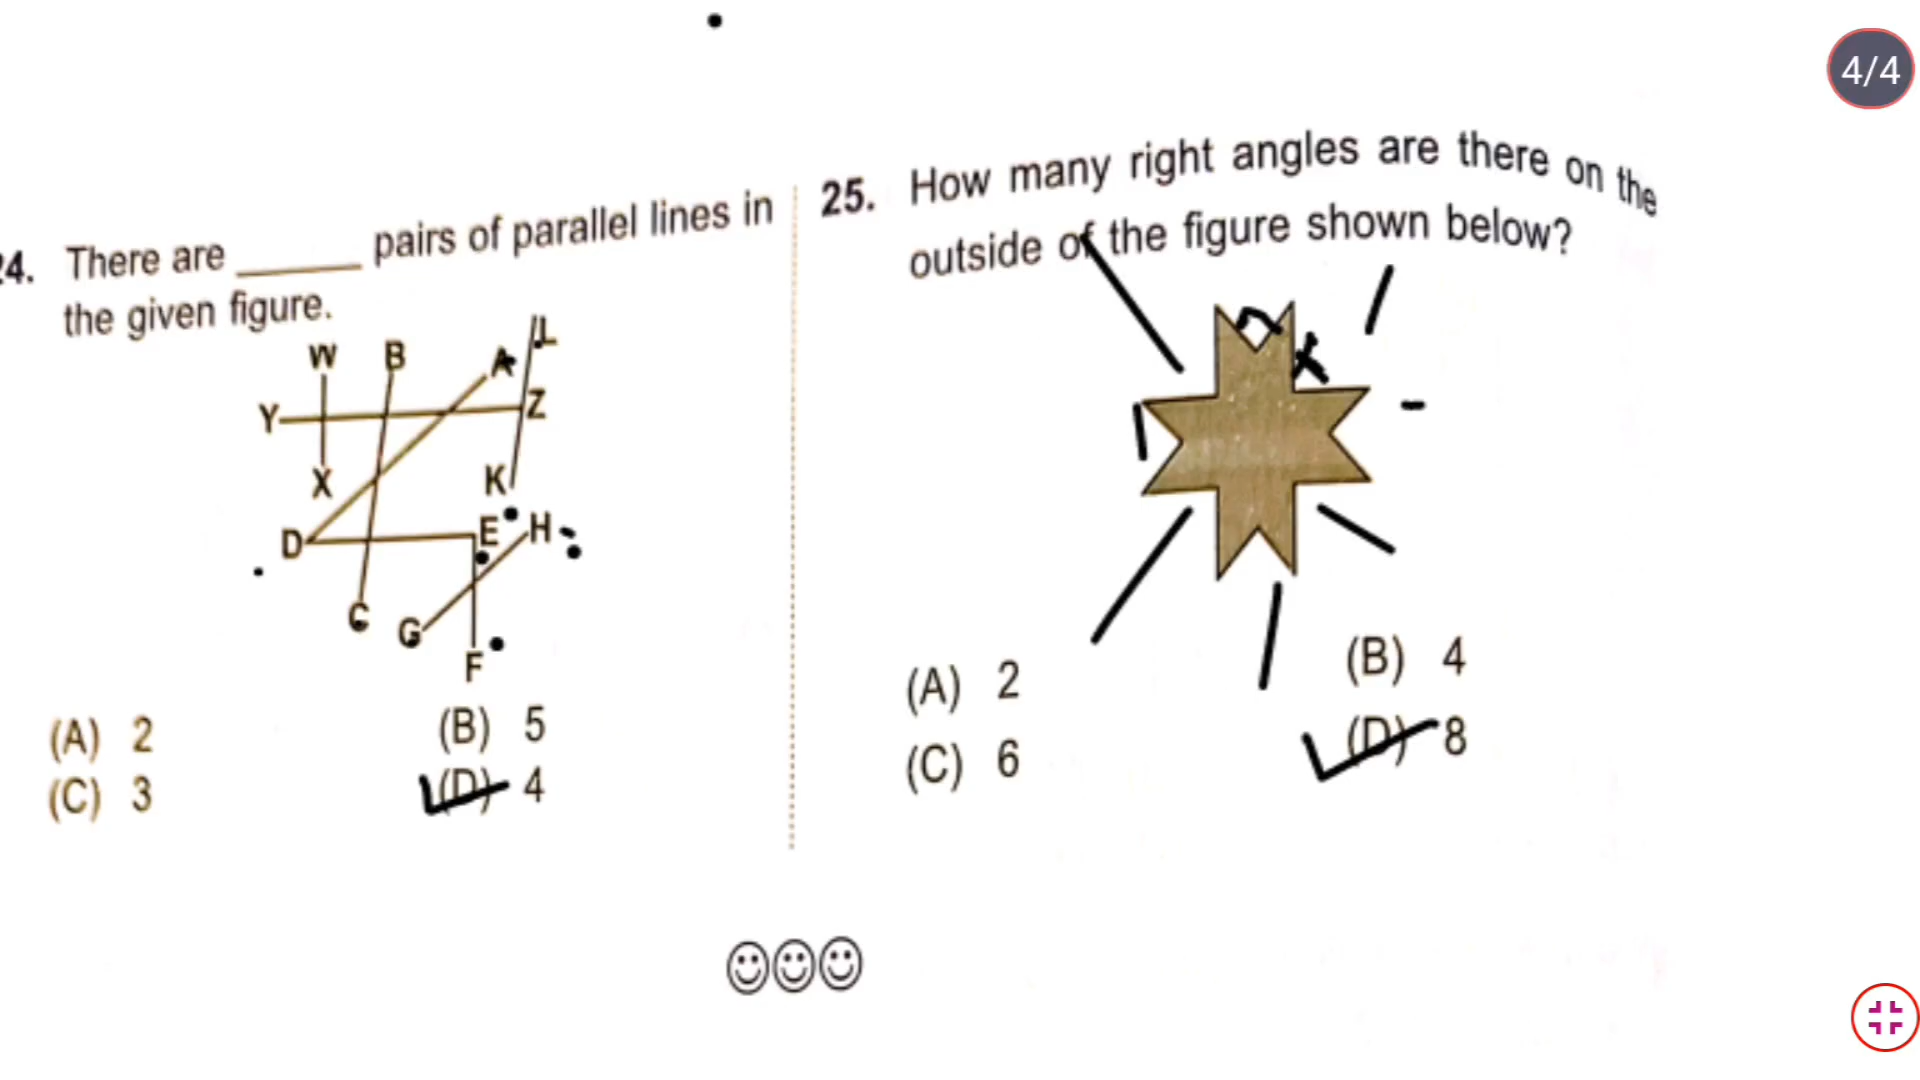 4/4
24. There are ______ pairs of parallel lines in
the given figure.
W B A L
Y Z
X K
D E H
C G
F
(A) 2 (B) 5
(C) 3 (D) 4
25. How many right angles are there on the
outside of the figure shown below?
(A) 2 (B) 4
(C) 6 (D) 8